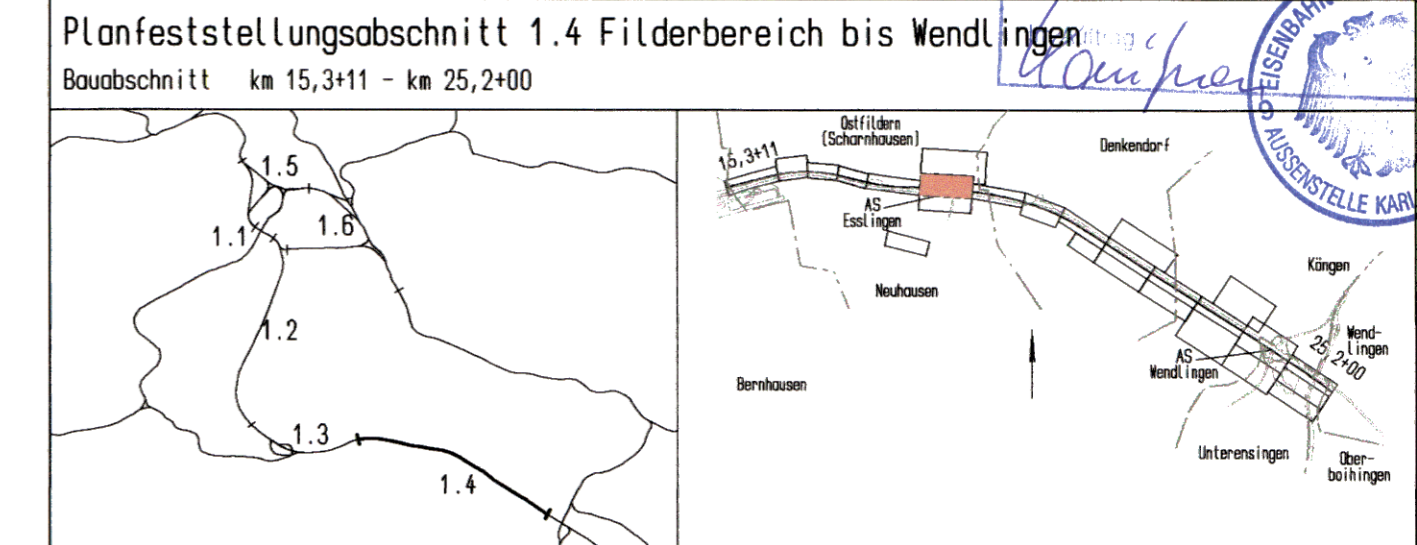 Planfeststellungsabschnitt 1.4 Filderbereich bis Wendlingen
Bauabschnitt km 15,3+11 - km 25,2+00
EISENBAHN
AUSSENSTELLE KARL
1.5
1.6
1.1
1.2
1.3
1.4
Ostfildern
(Scharnhausen)
Denkendorf
15,3+11
AS
Esslingen
Köngen
Neuhausen
Wend-
lingen
25,2+00
AS
Wendlingen
Bernhausen
Unterensingen
Ober-
boihingen